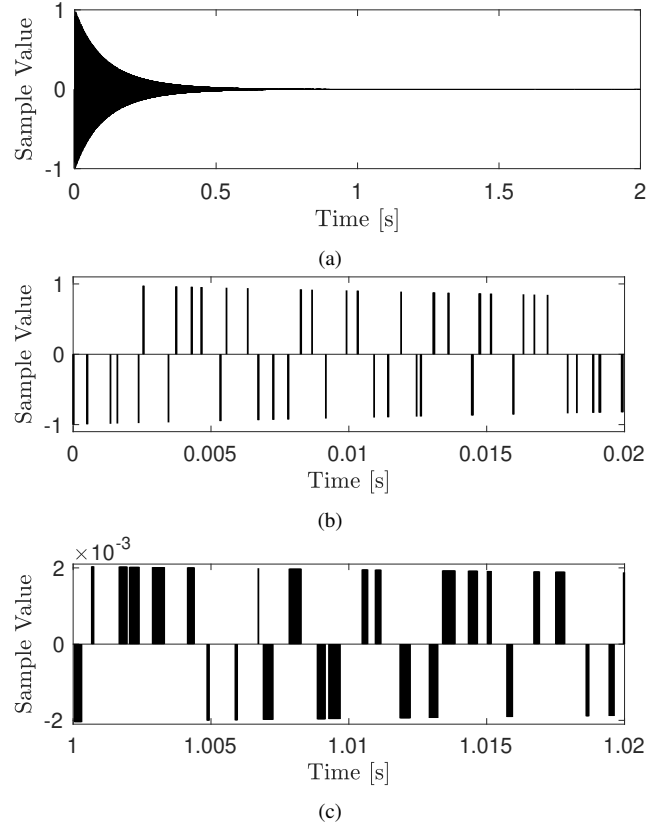 1
Sample Value
0
-1
0 0.5 1 1.5 2
Time [s]
(a)
1
Sample Value
0
-1
0 0.005 0.01 0.015 0.02
Time [s]
(b)
×10^-3
2
Sample Value
0
-2
1 1.005 1.01 1.015 1.02
Time [s]
(c)